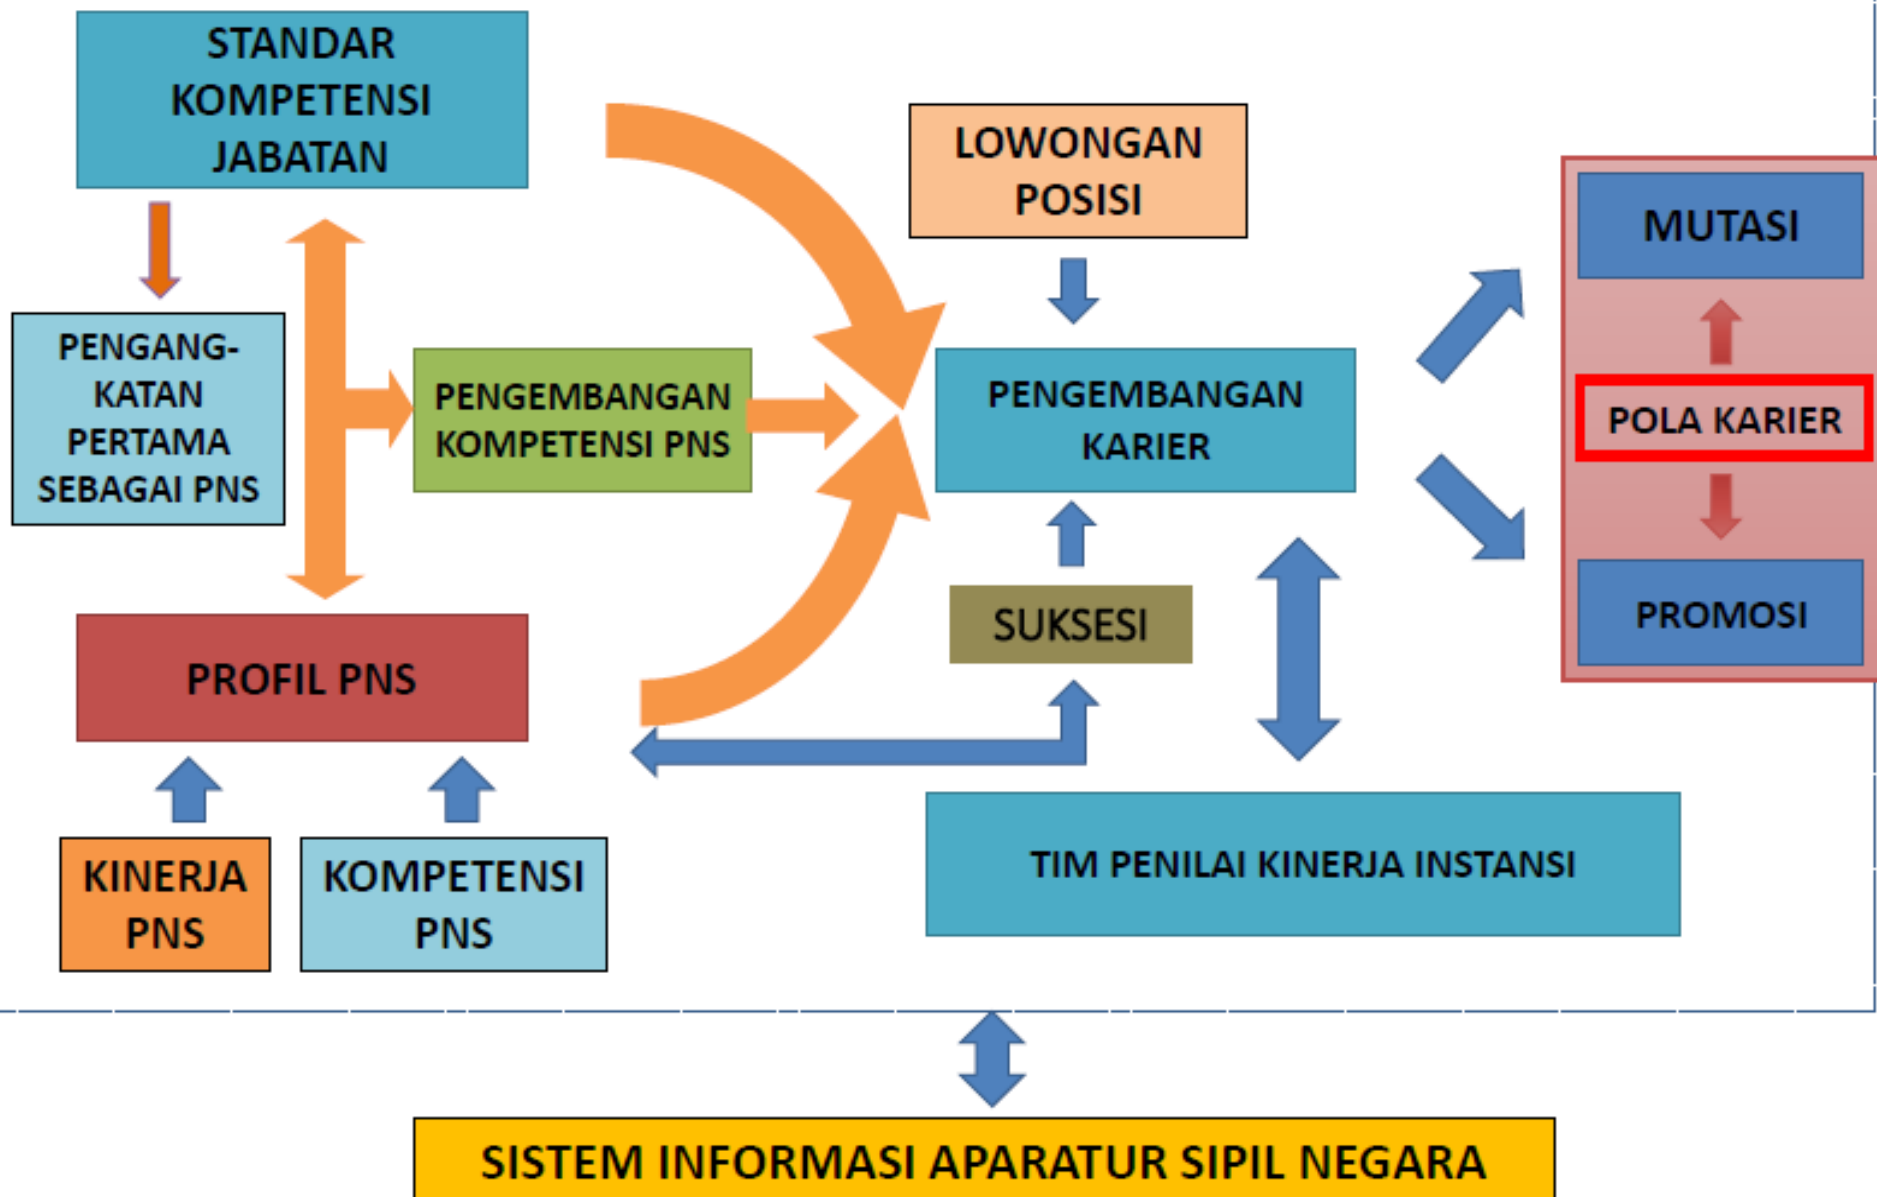 STANDAR
KOMPETENSI
JABATAN
LOWONGAN
POSISI
MUTASI
PENGANG-
KATAN
PERTAMA
SEBAGAI PNS
PENGEMBANGAN
KOMPETENSI PNS
PENGEMBANGAN
KARIER
POLA KARIER
SUKSESI
PROMOSI
PROFIL PNS
KINERJA
PNS
KOMPETENSI
PNS
TIM PENILAI KINERJA INSTANSI
SISTEM INFORMASI APARATUR SIPIL NEGARA